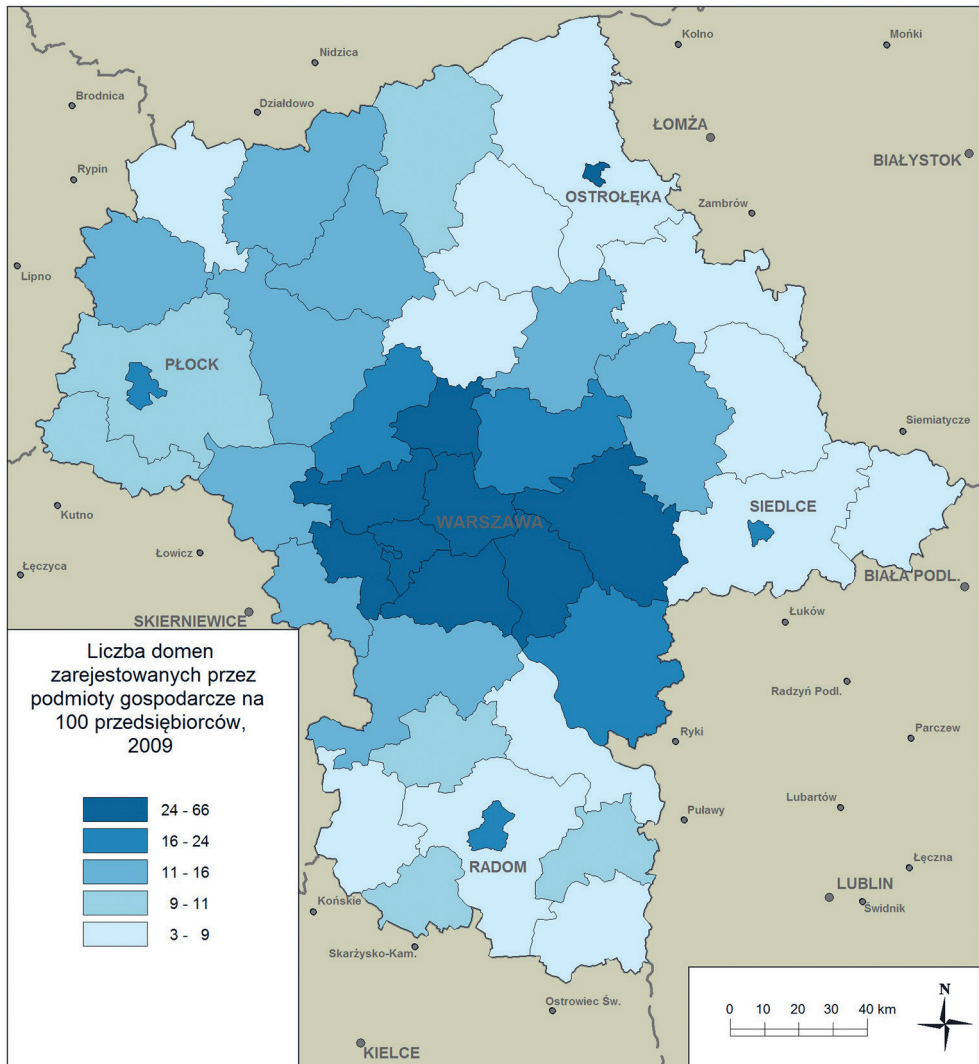 Kolno
Mońki
Nidzica
Brodnica
Działdowo
ŁOMŻA
BIAŁYSTOK
Rypin
OSTROŁĘKA
Zambrów
Lipno
PŁOCK
Siemiatycze
Kutno
WARSZAWA
SIEDLCE
Łowicz
Łęczyca
BIAŁA PODL.
SKIERNIEWICE
Łuków
Radzyń Podl.
Ryki
Parczew
Puławy
Lubartów
RADOM
Łęczna
LUBLIN
Końskie
Świdnik
Skarżysko-Kam.
Ostrowiec Św.
KIELCE
Liczba domen
zarejestowanych przez
podmioty gospodarcze na
100 przedsiębiorców,
2009
24 - 66
16 - 24
11 - 16
9 - 11
3 - 9
N
0 10 20 30 40 km